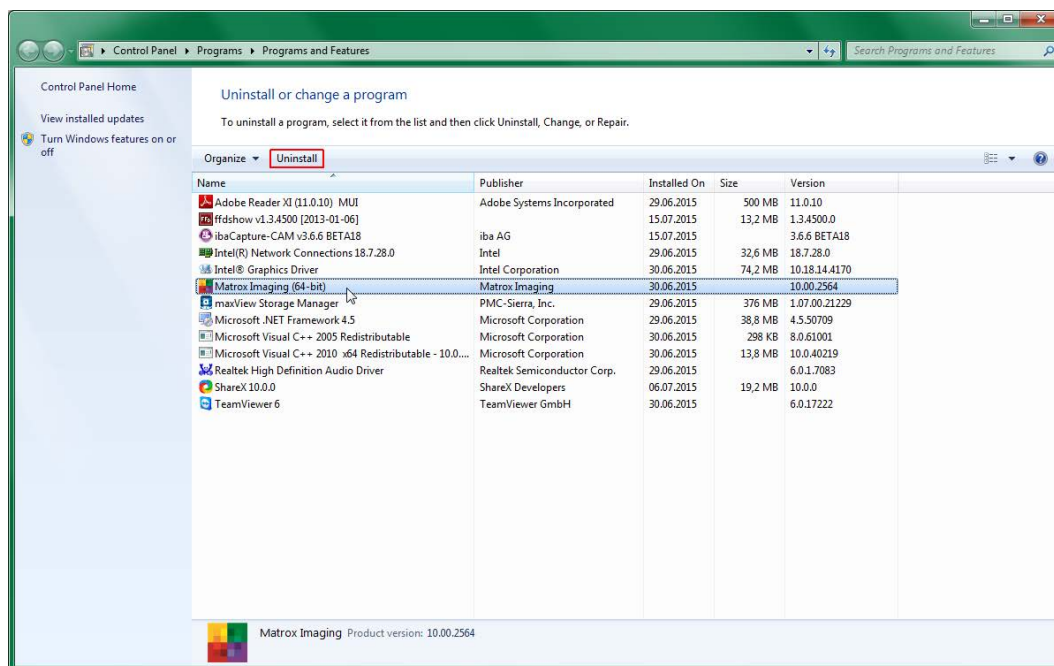 Control Panel ▸ Programs ▸ Programs and Features
Search Programs and Features
Control Panel Home
View installed updates
Turn Windows features on or
off
Uninstall or change a program
To uninstall a program, select it from the list and then click Uninstall, Change, or Repair.
Organize Uninstall
Name Publisher Installed On Size Version
Adobe Reader XI (11.0.10) MUI Adobe Systems Incorporated 29.06.2015 500 MB 11.0.10
ffdshow v1.3.4500 [2013-01-06] 15.07.2015 13,2 MB 1.3.4500.0
ibaCapture-CAM v3.6.6 BETA18 iba AG 15.07.2015 3.6.6 BETA18
Intel(R) Network Connections 18.7.28.0 Intel 29.06.2015 32,6 MB 18.7.28.0
Intel® Graphics Driver Intel Corporation 30.06.2015 74,2 MB 10.18.14.4170
Matrox Imaging (64-bit) Matrox Imaging 30.06.2015 10.00.2564
maxView Storage Manager PMC-Sierra, Inc. 29.06.2015 376 MB 1.07.00.21229
Microsoft .NET Framework 4.5 Microsoft Corporation 29.06.2015 38,8 MB 4.5.50709
Microsoft Visual C++ 2005 Redistributable Microsoft Corporation 30.06.2015 298 KB 8.0.61001
Microsoft Visual C++ 2010 x64 Redistributable - 10.0.... Microsoft Corporation 30.06.2015 13,8 MB 10.0.40219
Realtek High Definition Audio Driver Realtek Semiconductor Corp. 29.06.2015 6.0.1.7083
ShareX 10.0.0 ShareX Developers 06.07.2015 19,2 MB 10.0.0
TeamViewer 6 TeamViewer GmbH 30.06.2015 6.0.17222
Matrox Imaging Product version: 10.00.2564